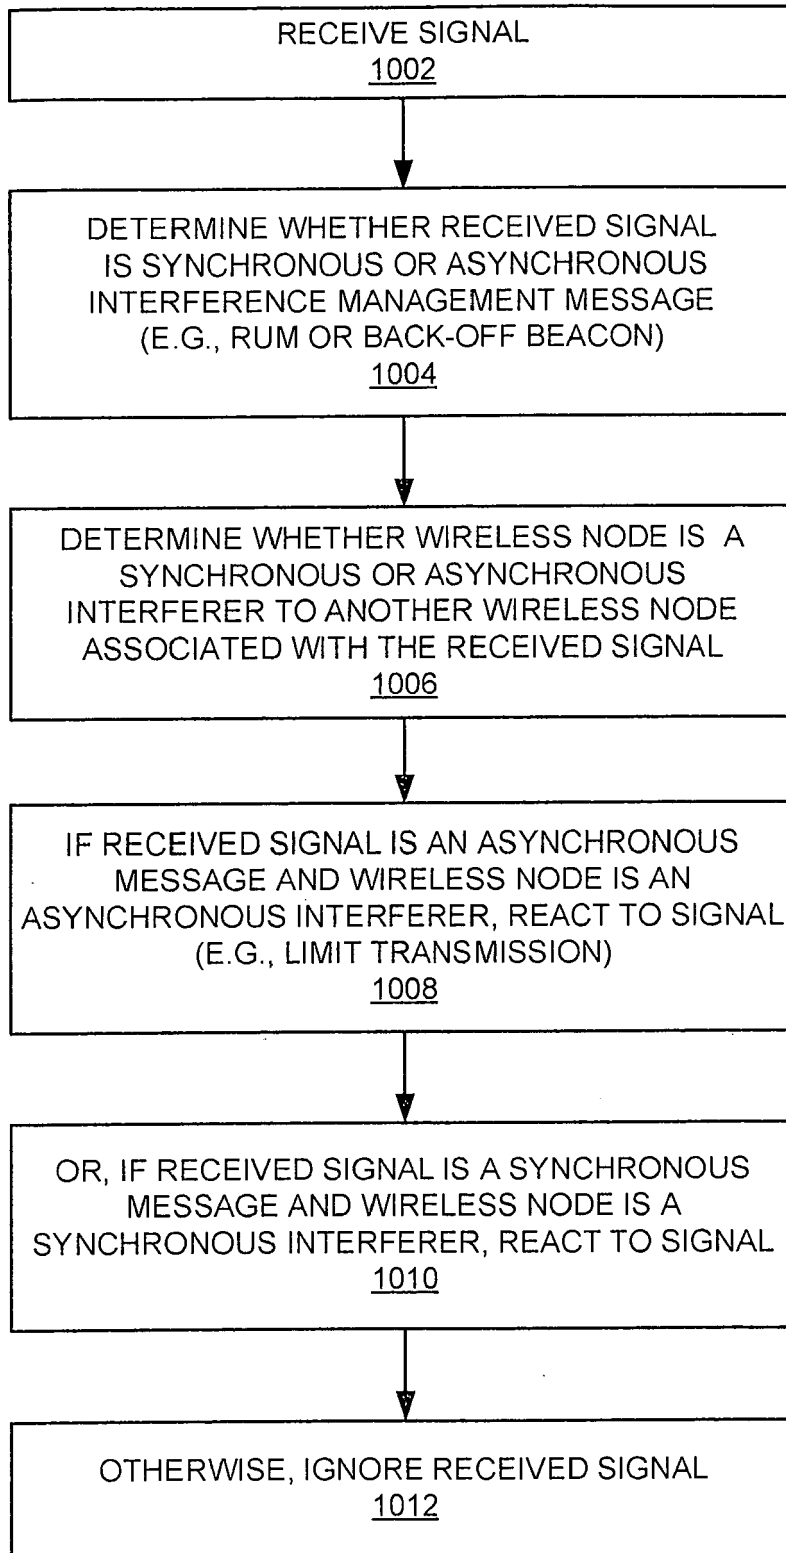 RECEIVE SIGNAL
1002
DETERMINE WHETHER RECEIVED SIGNAL
IS SYNCHRONOUS OR ASYNCHRONOUS
INTERFERENCE MANAGEMENT MESSAGE
(E.G., RUM OR BACK-OFF BEACON)
1004
DETERMINE WHETHER WIRELESS NODE IS A
SYNCHRONOUS OR ASYNCHRONOUS
INTERFERER TO ANOTHER WIRELESS NODE
ASSOCIATED WITH THE RECEIVED SIGNAL
1006
IF RECEIVED SIGNAL IS AN ASYNCHRONOUS
MESSAGE AND WIRELESS NODE IS AN
ASYNCHRONOUS INTERFERER, REACT TO SIGNAL
(E.G., LIMIT TRANSMISSION)
1008
OR, IF RECEIVED SIGNAL IS A SYNCHRONOUS
MESSAGE AND WIRELESS NODE IS A
SYNCHRONOUS INTERFERER, REACT TO SIGNAL
1010
OTHERWISE, IGNORE RECEIVED SIGNAL
1012